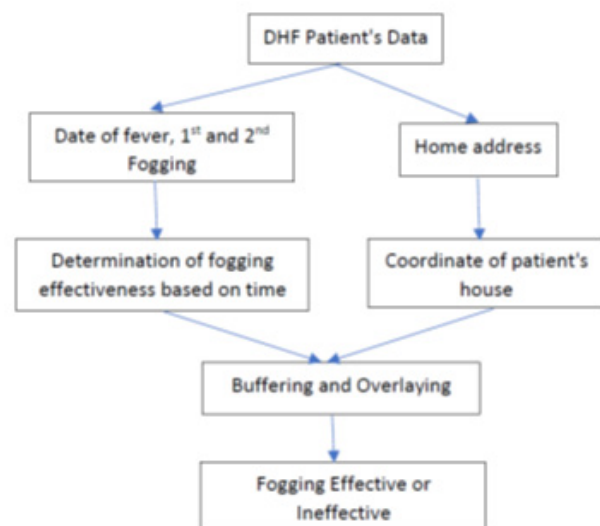 DHF Patient's Data
Date of fever, 1st and 2nd
Fogging
Home address
Determination of fogging
effectiveness based on time
Coordinate of patient's
house
Buffering and Overlaying
Fogging Effective or
Ineffective